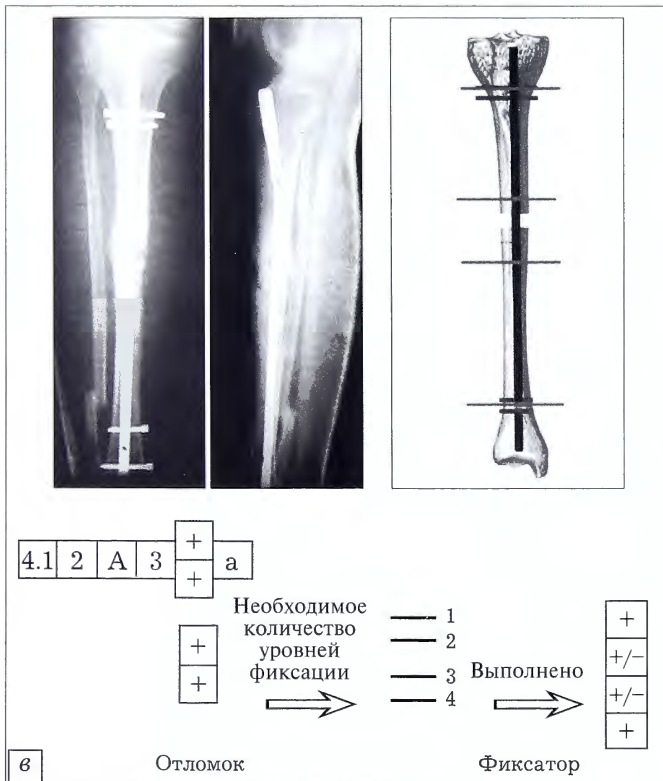 +
4.1 2 А 3 а
+
Необходимое
количество
уровней
фиксации
+
+
1
2
3
4
Выполнено
+
+/−
+/−
+
в
Отломок
Фиксатор